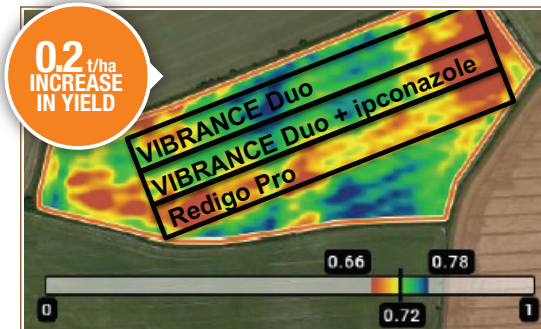 0.2 t/ha
INCREASE
IN YIELD
VIBRANCE Duo
VIBRANCE Duo + ipconazole
Redigo Pro
0.66 0.78
0 0.72 1